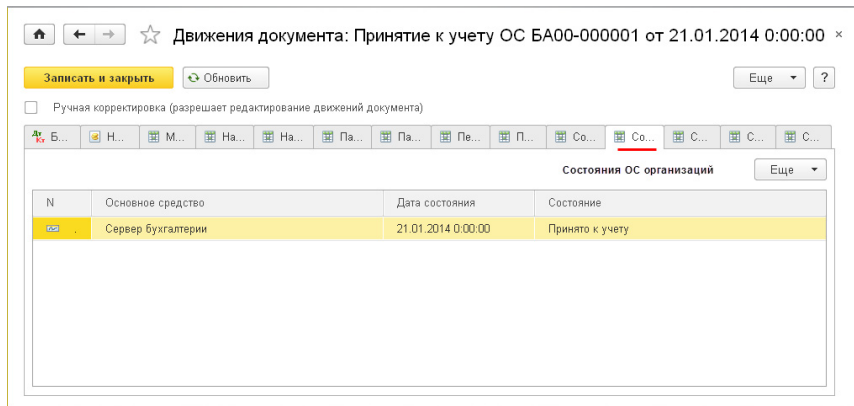 Движения документа: Принятие к учету ОС БА00-000001 от 21.01.2014 0:00:00 ×
Записать и закрыть Обновить Еще ?
Ручная корректировка (разрешает редактирование движений документа)
Дт Кт Б... Н... М... На... На... Па... Па... Пе... П... Со... Со... С... С... С...
Состояния ОС организаций Еще
N Основное средство Дата состояния Состояние
Сервер бухгалтерии 21.01.2014 0:00:00 Принято к учету